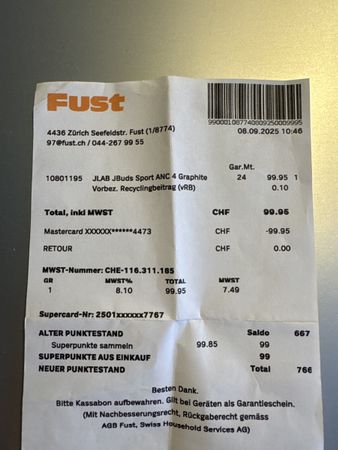 Fust
990001087740809250009995
4436 Zürich Seefeldstr. Fust (1/8774)
97@fust.ch / 044-267 99 55
08.09.2025 10:46
Gar.Mt.
10801195 JLAB JBuds Sport ANC 4 Graphite 24 99.95 1
Vorbez. Recyclingbeitrag (vRB) 0.10
Total, inkl MWST CHF 99.95
Mastercard XXXXXX******4473 CHF -99.95
RETOUR CHF 0.00
MWST-Nummer: CHE-116.311.185
GR MWST% TOTAL MWST
1 8.10 99.95 7.49
Supercard-Nr: 2501xxxxxx7767
ALTER PUNKTESTAND Saldo 667
Superpunkte sammeln 99.85 99
SUPERPUNKTE AUS EINKAUF 99
NEUER PUNKTESTAND Total 766
Besten Dank.
Bitte Kassabon aufbewahren. Gilt bei Geräten als Garantieschein.
(Mit Nachbesserungsrecht, Rückgaberecht gemäss
AGB Fust, Swiss Household Services AG)